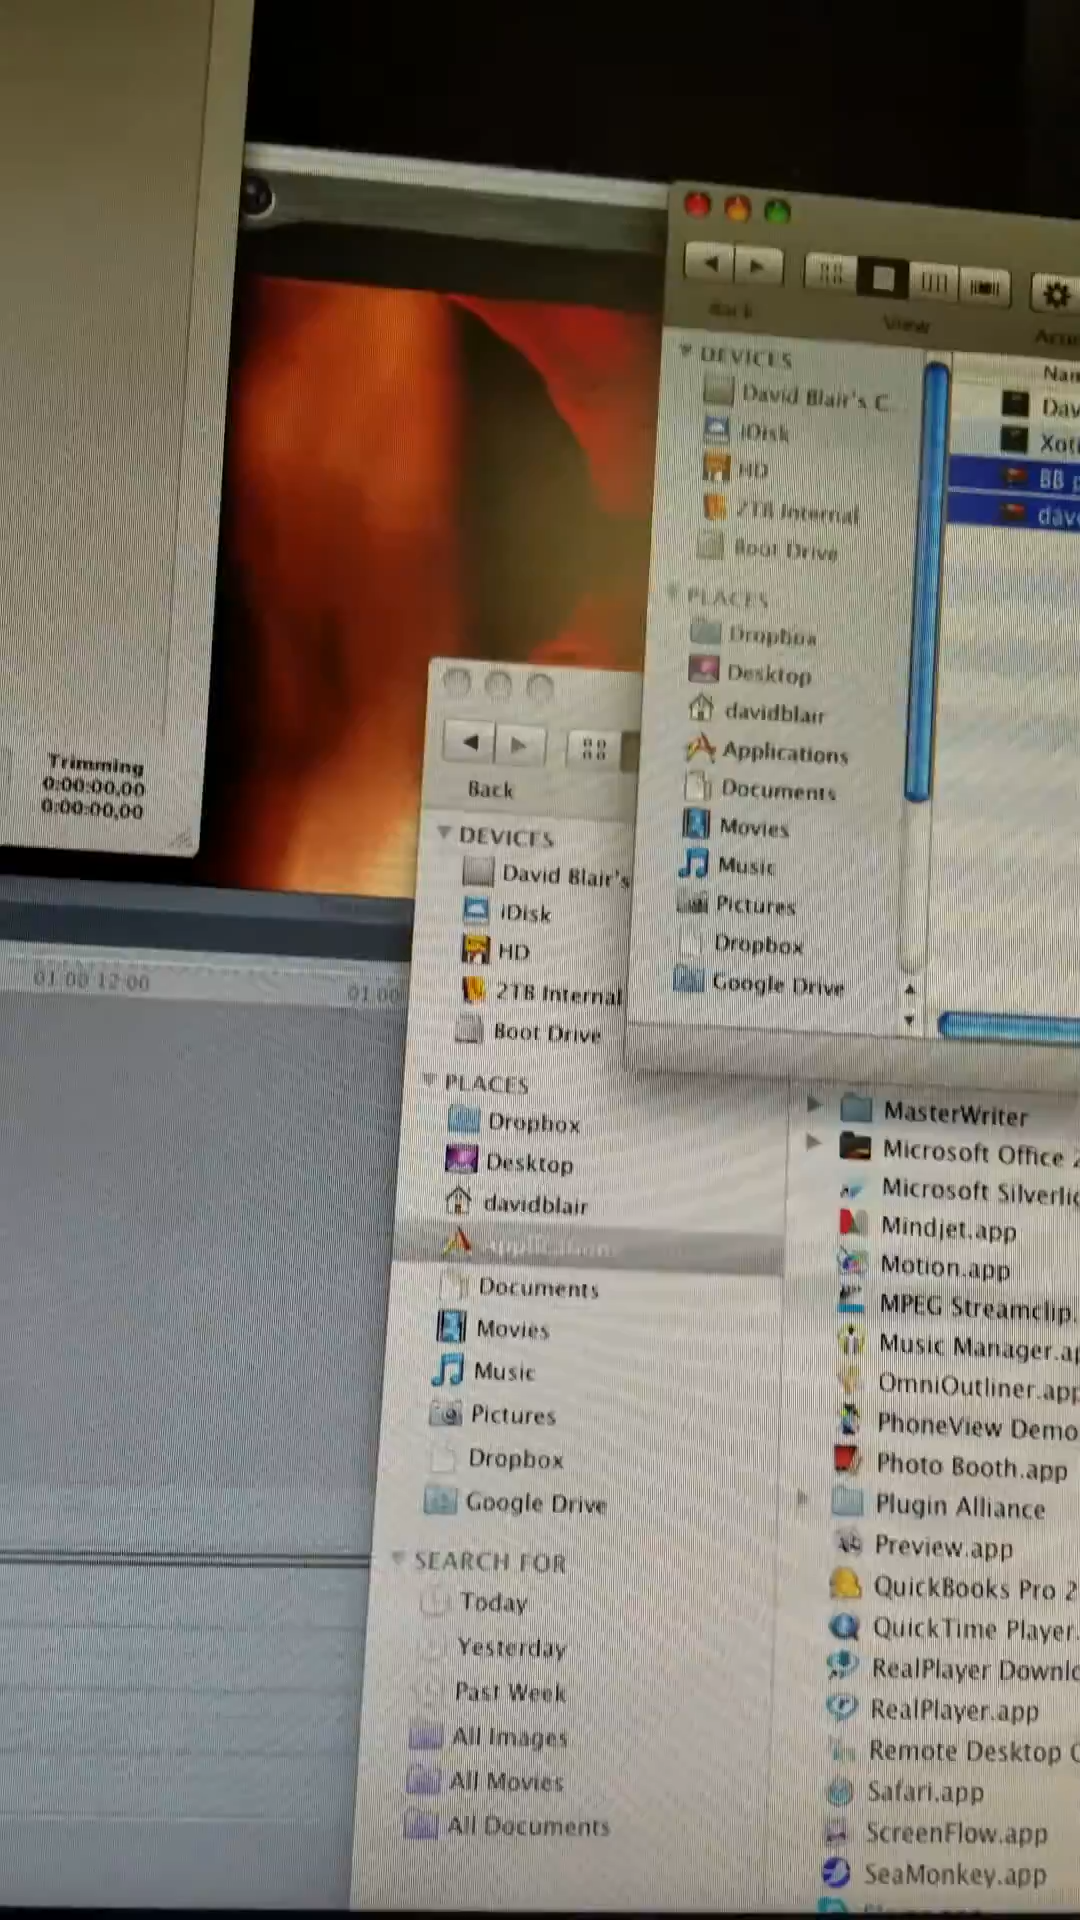 Trimming
0:00:00,00
0:00:00,00
01:00:12:00
01:00
Back
View
DEVICES
David Blair's C
iDisk
HD
2TB Internal
Boot Drive
PLACES
Dropbox
Desktop
davidblair
Applications
Documents
Movies
Music
Pictures
Dropbox
Google Drive
Nam
Dav
Xot
BB p
dave
Back
DEVICES
David Blair's
iDisk
HD
2TB Internal
Boot Drive
PLACES
Dropbox
Desktop
davidblair
Application
Documents
Movies
Music
Pictures
Dropbox
Google Drive
SEARCH FOR
Today
Yesterday
Past Week
All Images
All Movies
All Documents
MasterWriter
Microsoft Office 2
Microsoft Silverlig
Mindjet.app
Motion.app
MPEG Streamclip.
Music Manager.ap
OmniOutliner.app
PhoneView Demo
Photo Booth.app
Plugin Alliance
Preview.app
QuickBooks Pro 2
QuickTime Player.
RealPlayer Downlo
RealPlayer.app
Remote Desktop C
Safari.app
ScreenFlow.app
SeaMonkey.app